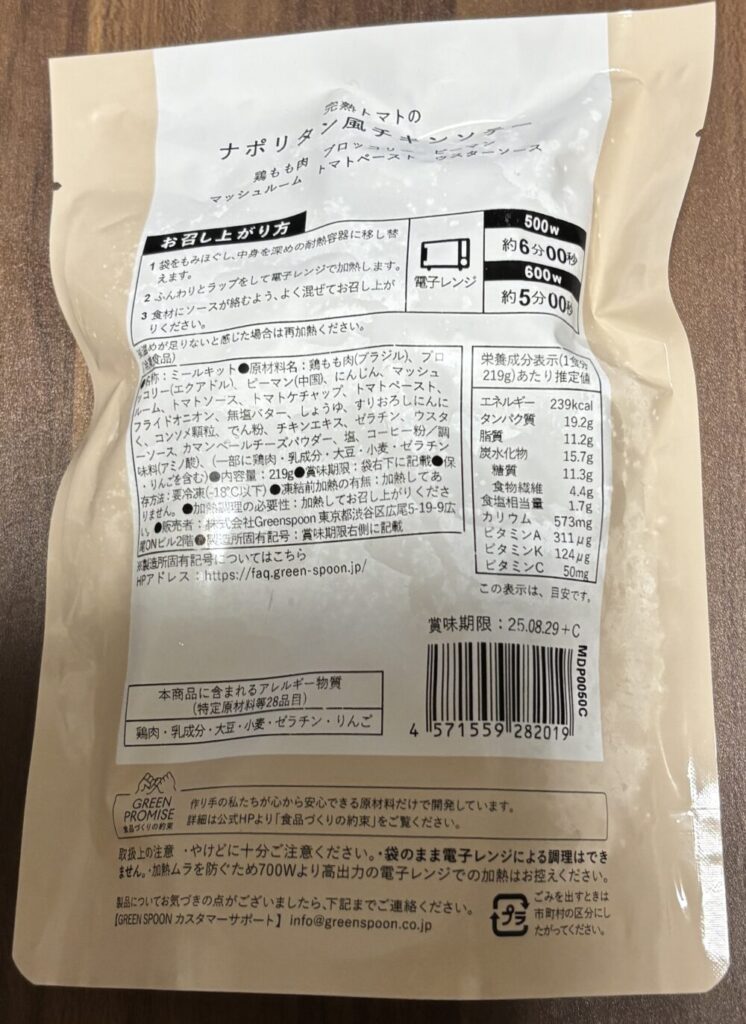 完熟トマトの
ナポリタン風チキンソテー
鶏もも肉 ブロッコリー ピーマン
マッシュルーム トマトペースト ウスターソース
お召し上がり方
1 袋をもみほぐし、中身を深めの耐熱容器に移し替
えます。
2 ふんわりとラップをして電子レンジで加熱します。
3 食材にソースが絡むよう、よく混ぜてお召し上が
りください。
温めが足りないと感じた場合は再加熱ください。
電子レンジ
500w
約6分00秒
600w
約5分00秒
食品)
名称:ミールキット●原材料名:鶏もも肉(ブラジル)、ブロ
ッコリー(エクアドル)、ピーマン(中国)、にんじん、マッシュ
ルーム、トマトソース、トマトケチャップ、トマトペースト、
フライドオニオン、無塩バター、しょうゆ、すりおろしにんに
く、コンソメ顆粒、でん粉、チキンエキス、ゼラチン、ウスタ
ーソース、カマンベールチーズパウダー、塩、コーヒー粉/調
味料(アミノ酸)、(一部に鶏肉・乳成分・大豆・小麦・ゼラチン
・りんごを含む)●内容量:219g●賞味期限:袋右下に記載●保
存方法:要冷凍(-18℃以下)●凍結前加熱の有無:加熱してあ
りません。●加熱調理の必要性:加熱してお召し上がりくださ
い。●販売者:株式会社Greenspoon 東京都渋谷区広尾5-19-9広
尾ONビル2階●製造所固有記号:賞味期限右側に記載
※製造所固有記号についてはこちら
HPアドレス:https://faq.green-spoon.jp/
栄養成分表示(1食分
219g)あたり推定値
エネルギー 239kcal
タンパク質 19.2g
脂質 11.2g
炭水化物 15.7g
糖質 11.3g
食物繊維 4.4g
食塩相当量 1.7g
カリウム 573mg
ビタミンA 311μg
ビタミンK 124μg
ビタミンC 50mg
この表示は、目安です。
賞味期限:25.08.29+C
MDP0050C
4 571559 282019
本商品に含まれるアレルギー物質
(特定原材料等28品目)
鶏肉・乳成分・大豆・小麦・ゼラチン・りんご
GREEN
PROMISE
食品づくりの約束
作り手の私たちが心から安心できる原材料だけで開発しています。
詳細は公式HPより「食品づくりの約束」をご覧ください。
取扱上の注意 ・やけどに十分ご注意ください。・袋のまま電子レンジによる調理はでき
ません。・加熱ムラを防ぐため700Wより高出力の電子レンジでの加熱はお控えください。
製品についてお気づきの点がございましたら、下記までご連絡ください。
【GREEN SPOON カスタマーサポート】 info@greenspoon.co.jp
プラ
ごみを出すときは
市町村の区分にし
たがってください。